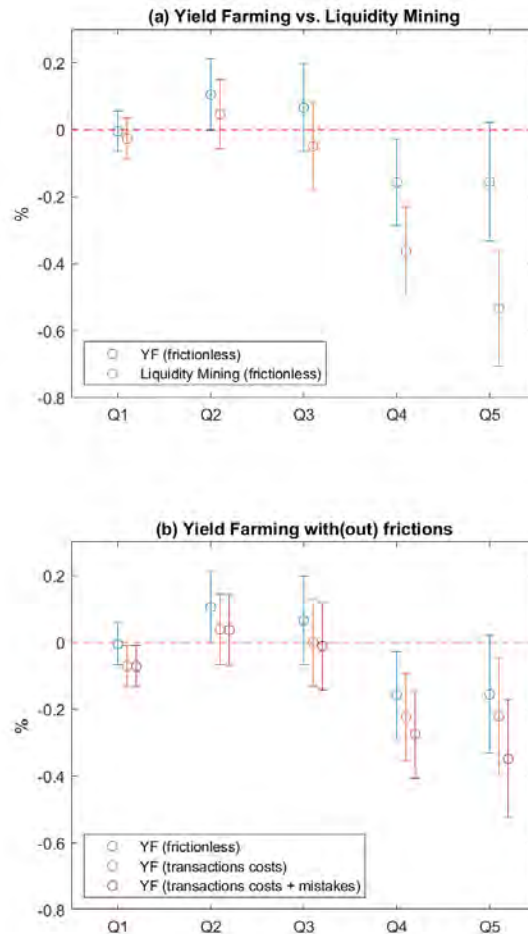 (a) Yield Farming vs. Liquidity Mining
0.2
0
-0.2
-0.4
-0.6
-0.8
%
YF (frictionless)
Liquidity Mining (frictionless)
Q1 Q2 Q3 Q4 Q5
(b) Yield Farming with(out) frictions
0.2
0
-0.2
-0.4
-0.6
-0.8
%
YF (frictionless)
YF (transactions costs)
YF (transactions costs + mistakes)
Q1 Q2 Q3 Q4 Q5